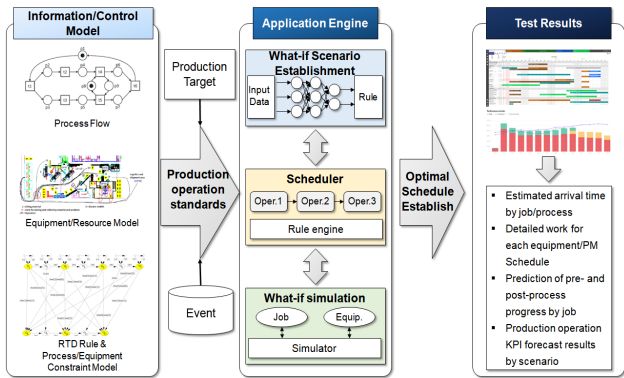 Information/Control
Model
Process Flow
Equipment/Resource Model
RTD Rule &
Process/Equipment
Constraint Model
Production
Target
Production
operation
standards
Event
Application Engine
What-if Scenario
Establishment
Input
Data
Rule
Scheduler
Oper.1
Oper.2
Oper.3
Rule engine
What-if simulation
Job
Equip.
Simulator
Optimal
Schedule
Establish
Test Results
▪ Estimated arrival time
by job/process
▪ Detailed work for
each equipment/PM
Schedule
▪ Prediction of pre- and
post-process
progress by job
▪ Production operation
KPI forecast results
by scenario